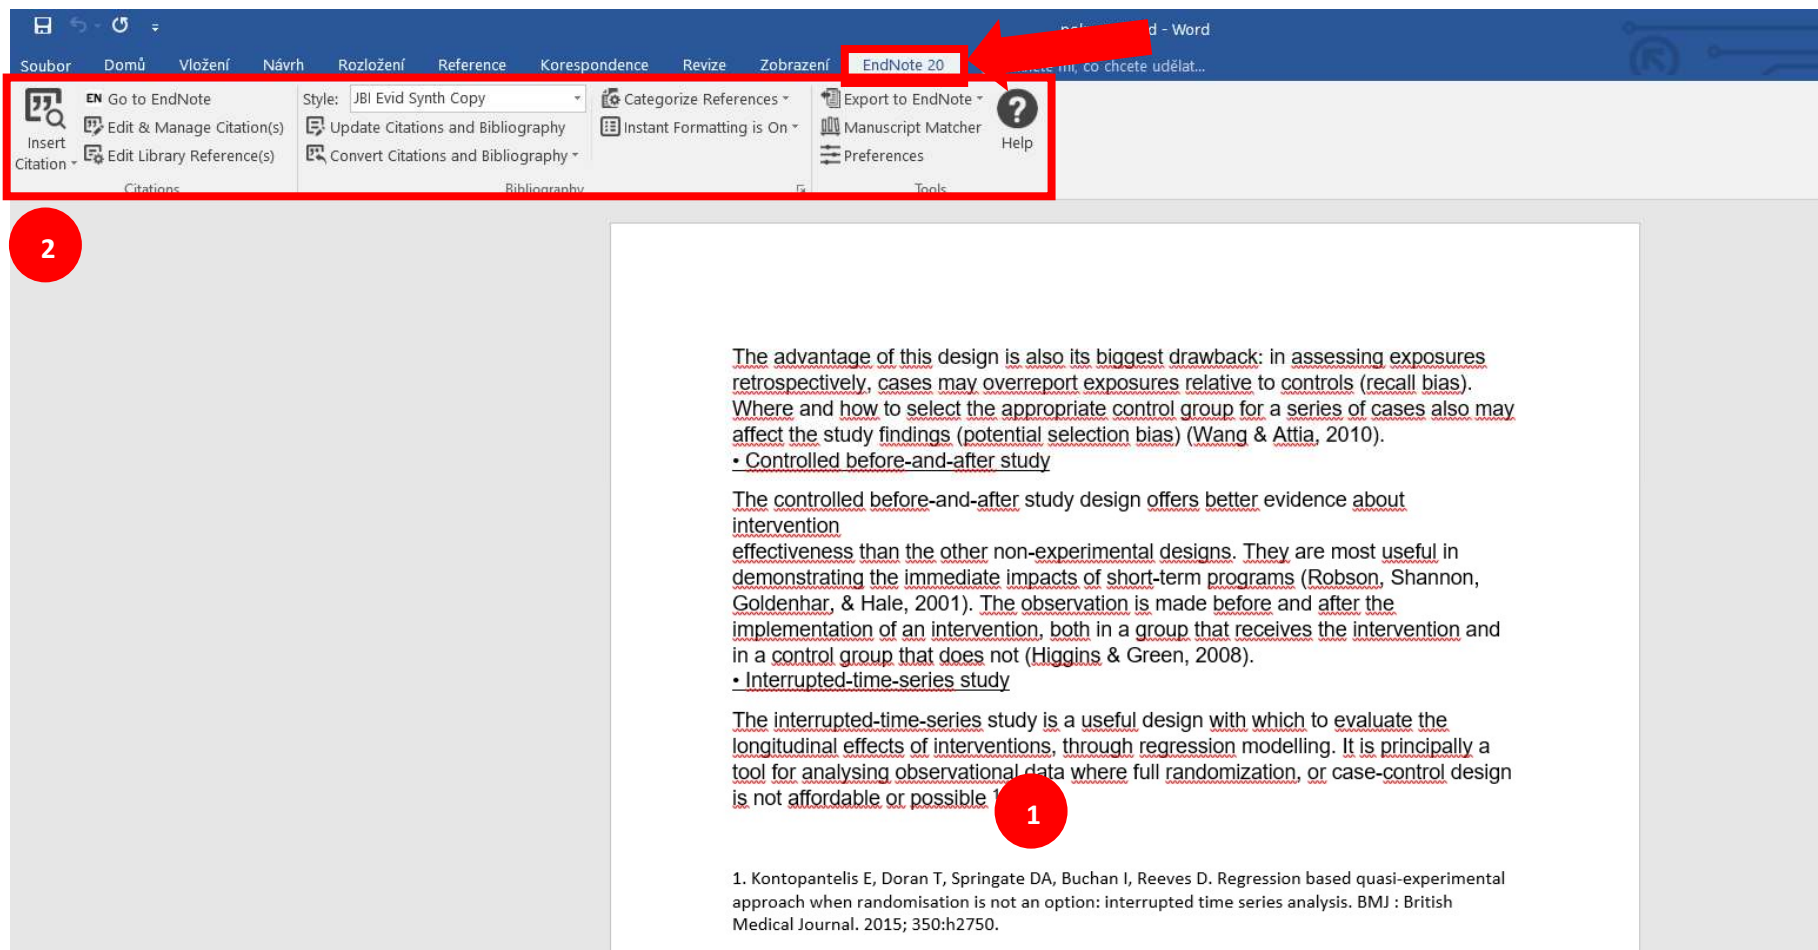 d - Word
Soubor Domů Vložení Návrh Rozložení Reference Korespondence Revize Zobrazení EndNote 20 mi, co chcete udělat...
Insert Citation
EN Go to EndNote
Edit & Manage Citation(s)
Edit Library Reference(s)
Citations
Style: JBI Evid Synth Copy
Update Citations and Bibliography
Convert Citations and Bibliography
Categorize References
Instant Formatting is On
Bibliography
Export to EndNote
Manuscript Matcher
Preferences
Tools
Help
2
The advantage of this design is also its biggest drawback: in assessing exposures
retrospectively, cases may overreport exposures relative to controls (recall bias).
Where and how to select the appropriate control group for a series of cases also may
affect the study findings (potential selection bias) (Wang & Attia, 2010).
• Controlled before-and-after study
The controlled before-and-after study design offers better evidence about
intervention
effectiveness than the other non-experimental designs. They are most useful in
demonstrating the immediate impacts of short-term programs (Robson, Shannon,
Goldenhar, & Hale, 2001). The observation is made before and after the
implementation of an intervention, both in a group that receives the intervention and
in a control group that does not (Higgins & Green, 2008).
• Interrupted-time-series study
The interrupted-time-series study is a useful design with which to evaluate the
longitudinal effects of interventions, through regression modelling. It is principally a
tool for analysing observational data where full randomization, or case-control design
is not affordable or possible 1
1
1. Kontopantelis E, Doran T, Springate DA, Buchan I, Reeves D. Regression based quasi-experimental
approach when randomisation is not an option: interrupted time series analysis. BMJ : British
Medical Journal. 2015; 350:h2750.